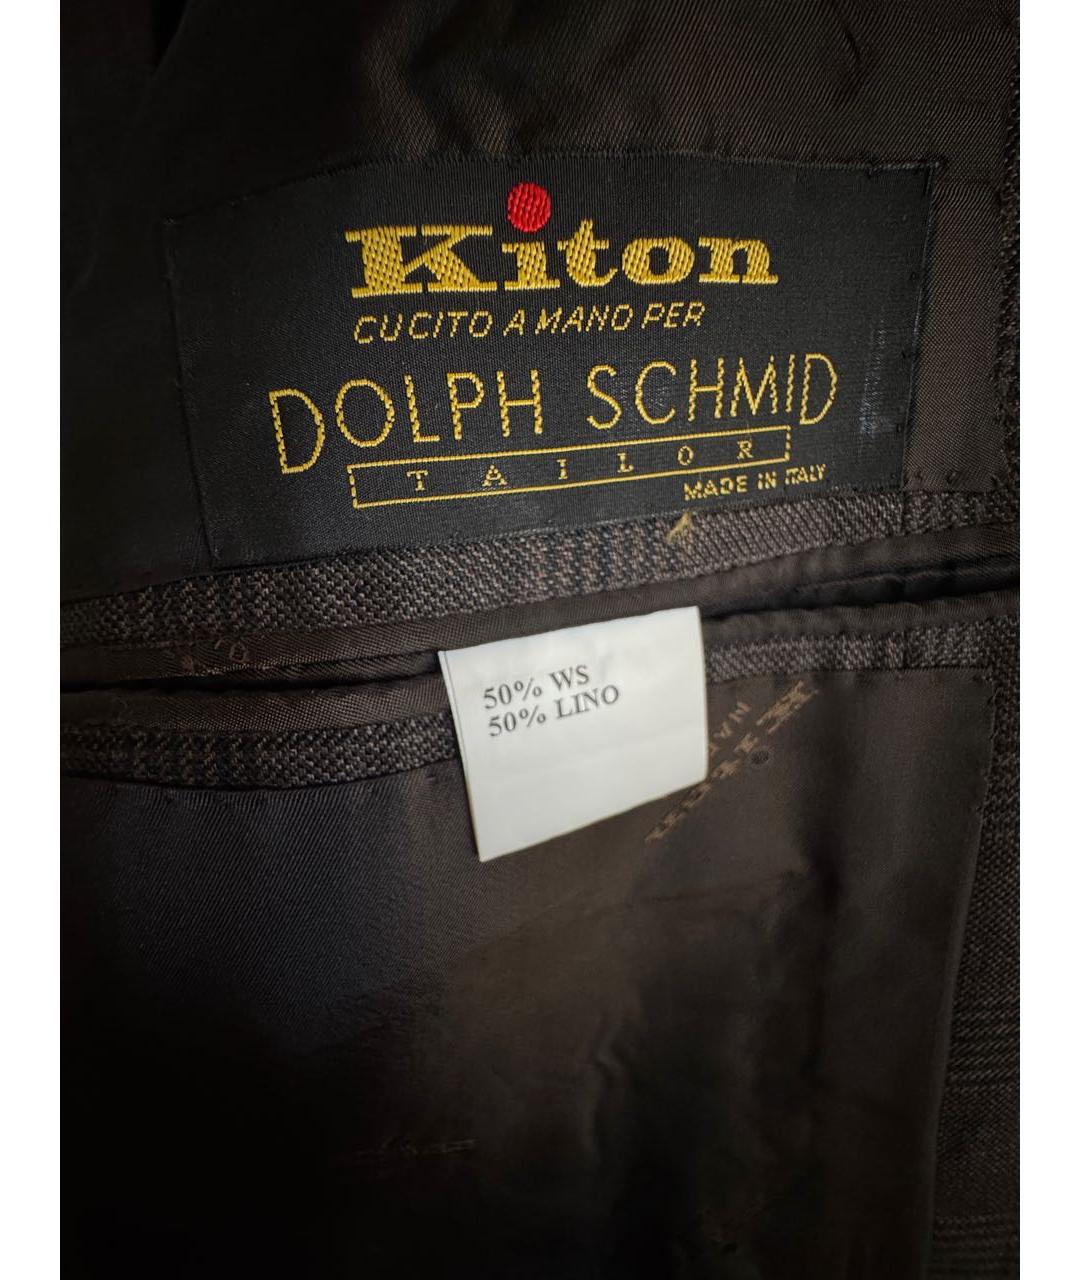 Kiton
CUCITO A MANO PER
DOLPH SCHMID
TAILOR
MADE IN ITALY
50% WS
50% LINO